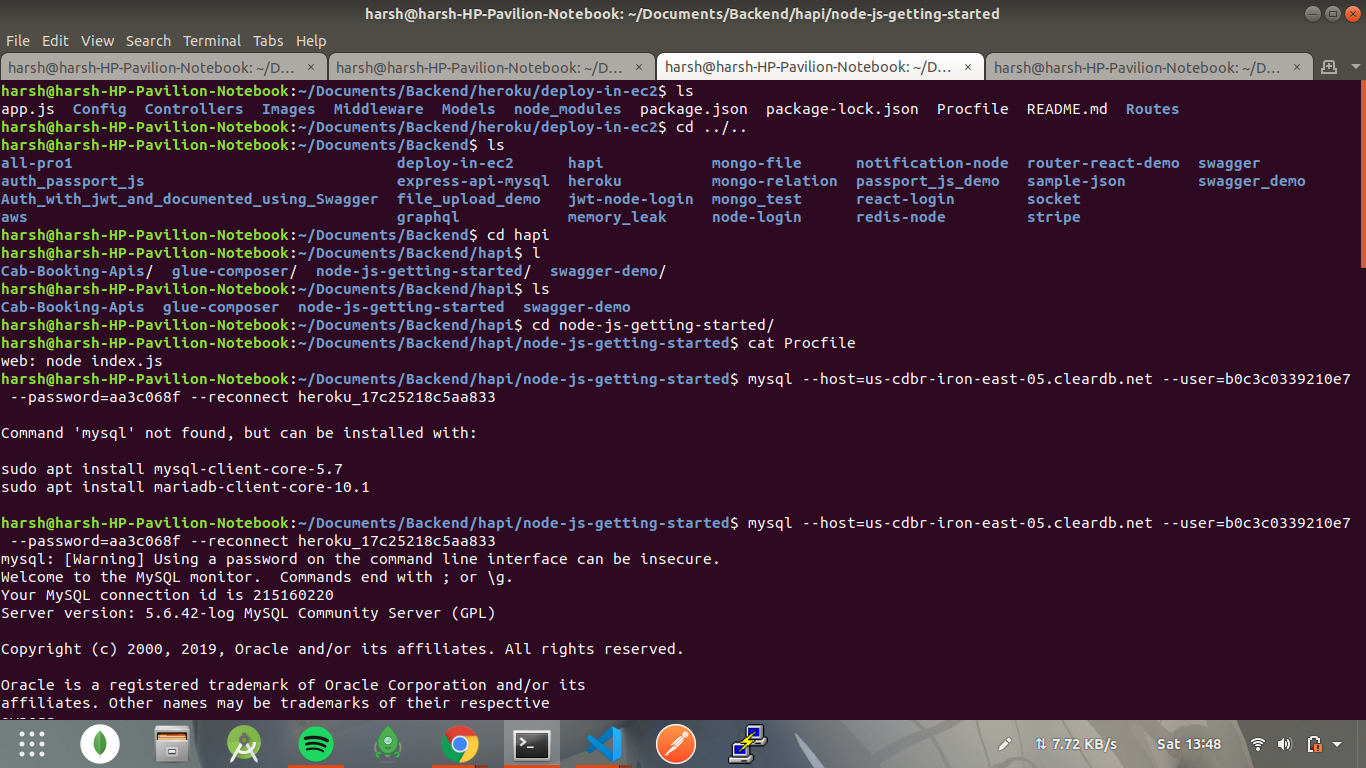 harsh@harsh-HP-Pavilion-Notebook: ~/Documents/Backend/hapi/node-js-getting-started
File Edit View Search Terminal Tabs Help
harsh@harsh-HP-Pavilion-Notebook: ~/D... × harsh@harsh-HP-Pavilion-Notebook: ~/D... × harsh@harsh-HP-Pavilion-Notebook: ~/D... × harsh@harsh-HP-Pavilion-Notebook: ~/D... ×
harsh@harsh-HP-Pavilion-Notebook:~/Documents/Backend/heroku/deploy-in-ec2$ ls
app.js Config Controllers Images Middleware Models node_modules package.json package-lock.json Procfile README.md Routes
harsh@harsh-HP-Pavilion-Notebook:~/Documents/Backend/heroku/deploy-in-ec2$ cd ../..
harsh@harsh-HP-Pavilion-Notebook:~/Documents/Backend$ ls
all-pro1 deploy-in-ec2 hapi mongo-file notification-node router-react-demo swagger
auth_passport_js express-api-mysql heroku mongo-relation passport_js_demo sample-json swagger_demo
Auth_with_jwt_and_documented_using_Swagger file_upload_demo jwt-node-login mongo_test react-login socket
aws graphql memory_leak node-login redis-node stripe
harsh@harsh-HP-Pavilion-Notebook:~/Documents/Backend$ cd hapi
harsh@harsh-HP-Pavilion-Notebook:~/Documents/Backend/hapi$ l
Cab-Booking-Apis/ glue-composer/ node-js-getting-started/ swagger-demo/
harsh@harsh-HP-Pavilion-Notebook:~/Documents/Backend/hapi$ ls
Cab-Booking-Apis glue-composer node-js-getting-started swagger-demo
harsh@harsh-HP-Pavilion-Notebook:~/Documents/Backend/hapi$ cd node-js-getting-started/
harsh@harsh-HP-Pavilion-Notebook:~/Documents/Backend/hapi/node-js-getting-started$ cat Procfile
web: node index.js
harsh@harsh-HP-Pavilion-Notebook:~/Documents/Backend/hapi/node-js-getting-started$ mysql --host=us-cdbr-iron-east-05.cleardb.net --user=b0c3c0339210e7
--password=aa3c068f --reconnect heroku_17c25218c5aa833
Command 'mysql' not found, but can be installed with:
sudo apt install mysql-client-core-5.7
sudo apt install mariadb-client-core-10.1
harsh@harsh-HP-Pavilion-Notebook:~/Documents/Backend/hapi/node-js-getting-started$ mysql --host=us-cdbr-iron-east-05.cleardb.net --user=b0c3c0339210e7
--password=aa3c068f --reconnect heroku_17c25218c5aa833
mysql: [Warning] Using a password on the command line interface can be insecure.
Welcome to the MySQL monitor. Commands end with ; or \g.
Your MySQL connection id is 215160220
Server version: 5.6.42-log MySQL Community Server (GPL)
Copyright (c) 2000, 2019, Oracle and/or its affiliates. All rights reserved.
Oracle is a registered trademark of Oracle Corporation and/or its
affiliates. Other names may be trademarks of their respective
7.72 KB/s Sat 13:48